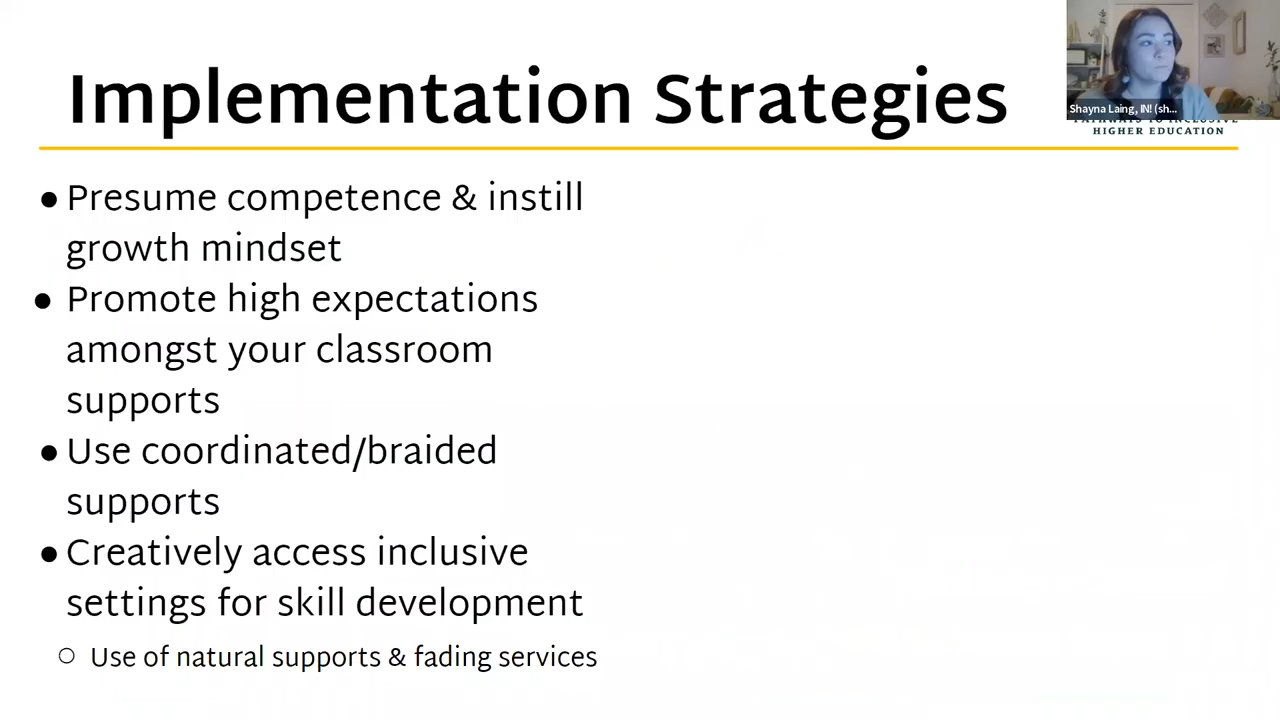 Implementation Strategies
Shayna Laing, IN! (sh...
HIGHER EDUCATION
● Presume competence & instill
growth mindset
● Promote high expectations
amongst your classroom
supports
● Use coordinated/braided
supports
● Creatively access inclusive
settings for skill development
○ Use of natural supports & fading services